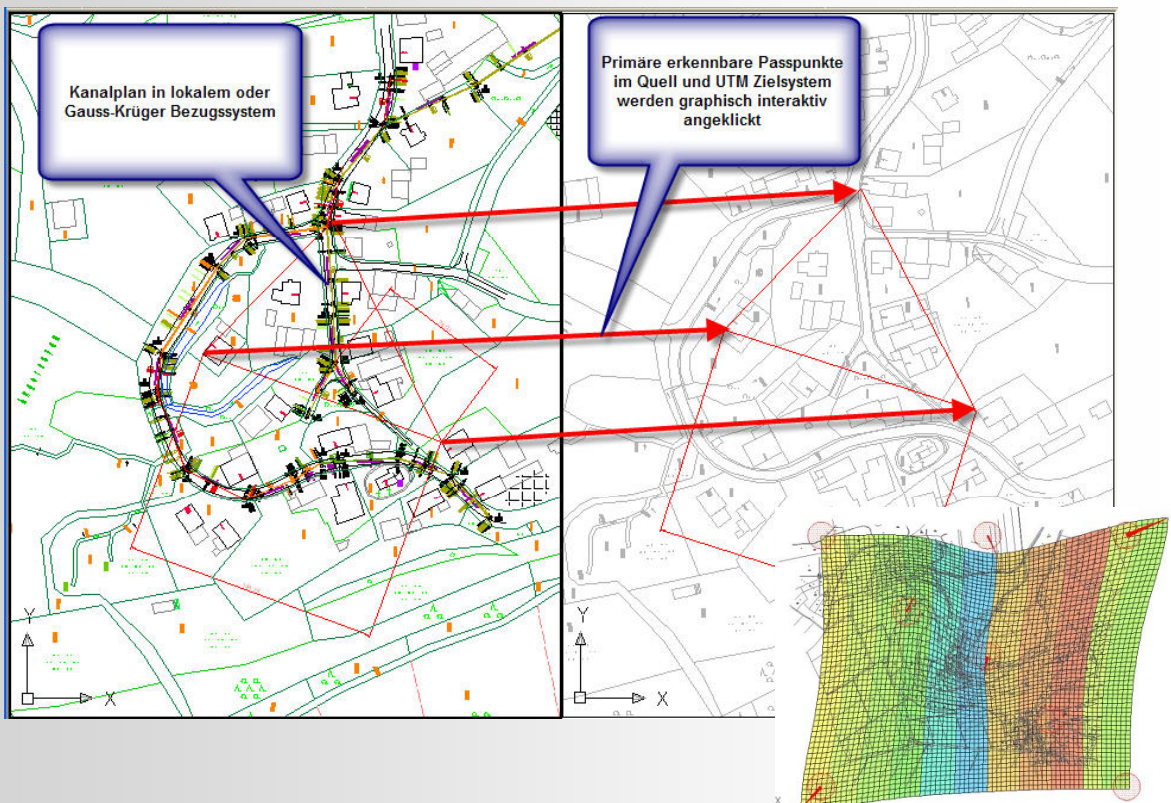 Kanalplan in lokalem oder
Gauss-Krüger Bezugssystem
Primäre erkennbare Passpunkte
im Quell und UTM Zielsystem
werden graphisch interaktiv
angeklickt
Y
X
Y
X
X